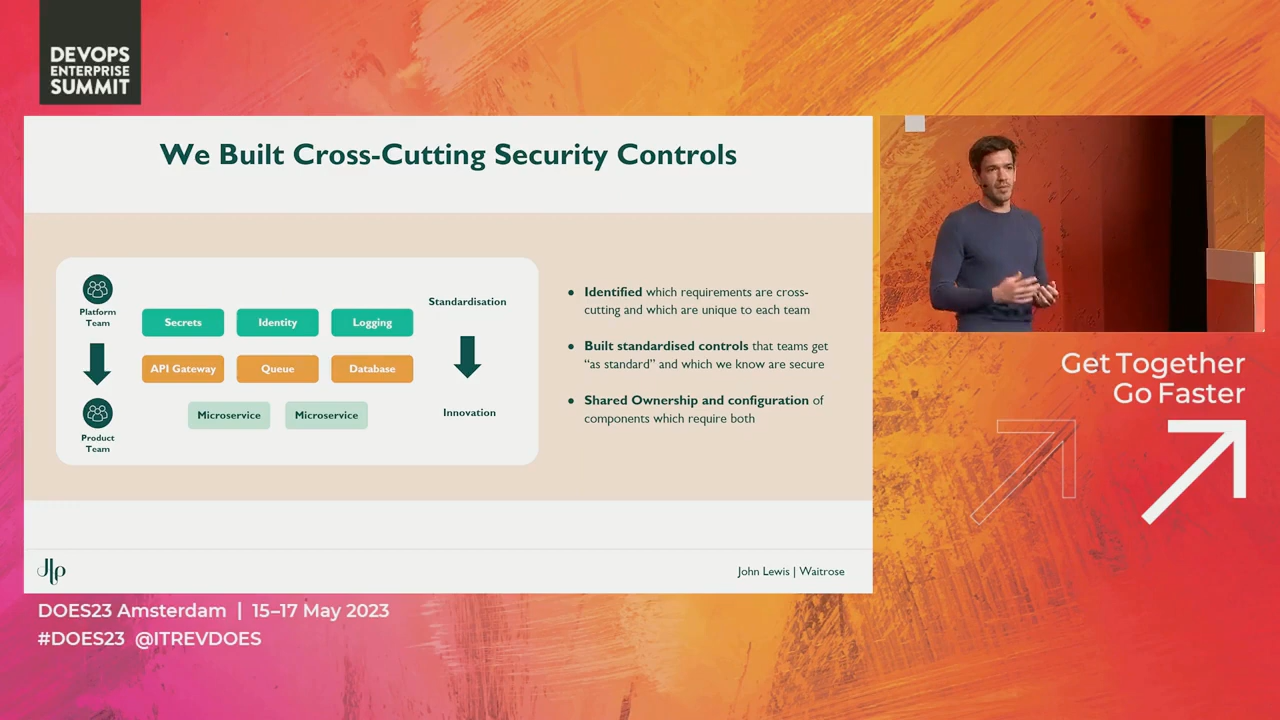 DEVOPS
ENTERPRISE
SUMMIT
We Built Cross-Cutting Security Controls
Platform
Team
Product
Team
Secrets
Identity
Logging
API Gateway
Queue
Database
Microservice
Microservice
Standardisation
Innovation
• Identified which requirements are cross-
cutting and which are unique to each team
• Built standardised controls that teams get
“as standard” and which we know are secure
• Shared Ownership and configuration of
components which require both
Jlp
John Lewis | Waitrose
Get Together
Go Faster
DOES23 Amsterdam | 15–17 May 2023
#DOES23 @ITREVDOES